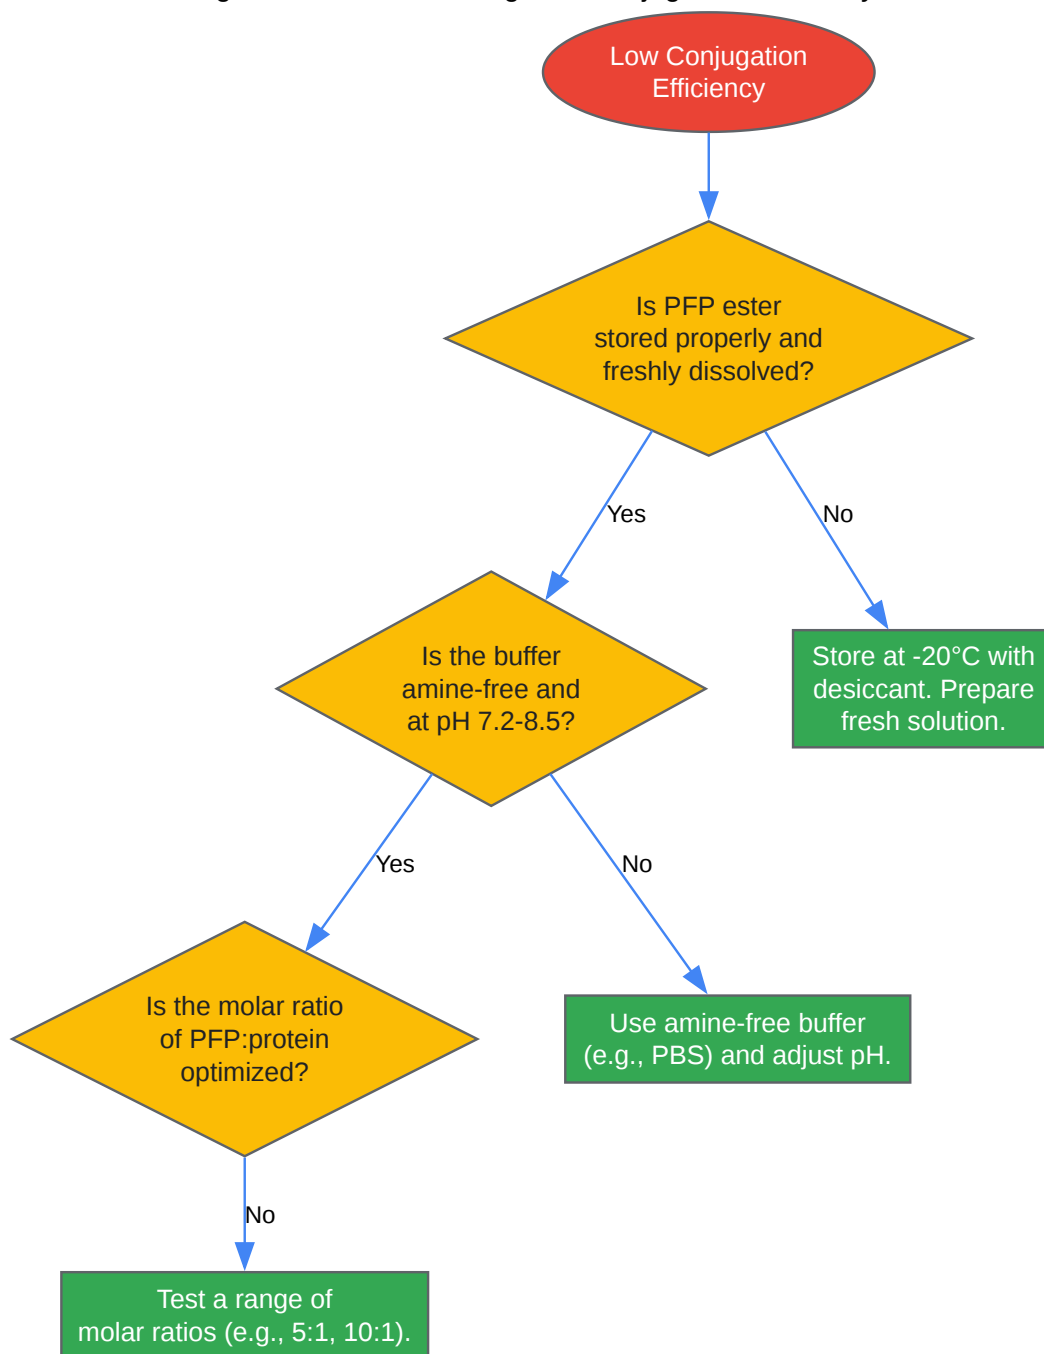 Low Conjugation
Efficiency
Is PFP ester
stored properly and
freshly dissolved?
Yes
No
Is the buffer
amine-free and
at pH 7.2-8.5?
Store at -20°C with
desiccant. Prepare
fresh solution.
Yes
No
Is the molar ratio
of PFP:protein
optimized?
Use amine-free buffer
(e.g., PBS) and adjust pH.
No
Test a range of
molar ratios (e.g., 5:1, 10:1).